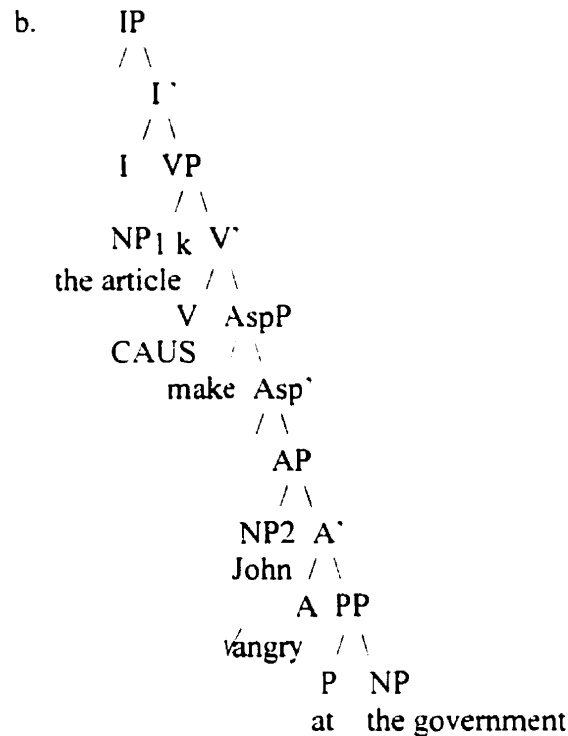 b. IP
I'
I VP
NP1 k V'
the article
V AspP
CAUS
make Asp'
AP
NP2 A'
John
A PP
√angry
P NP
at the government